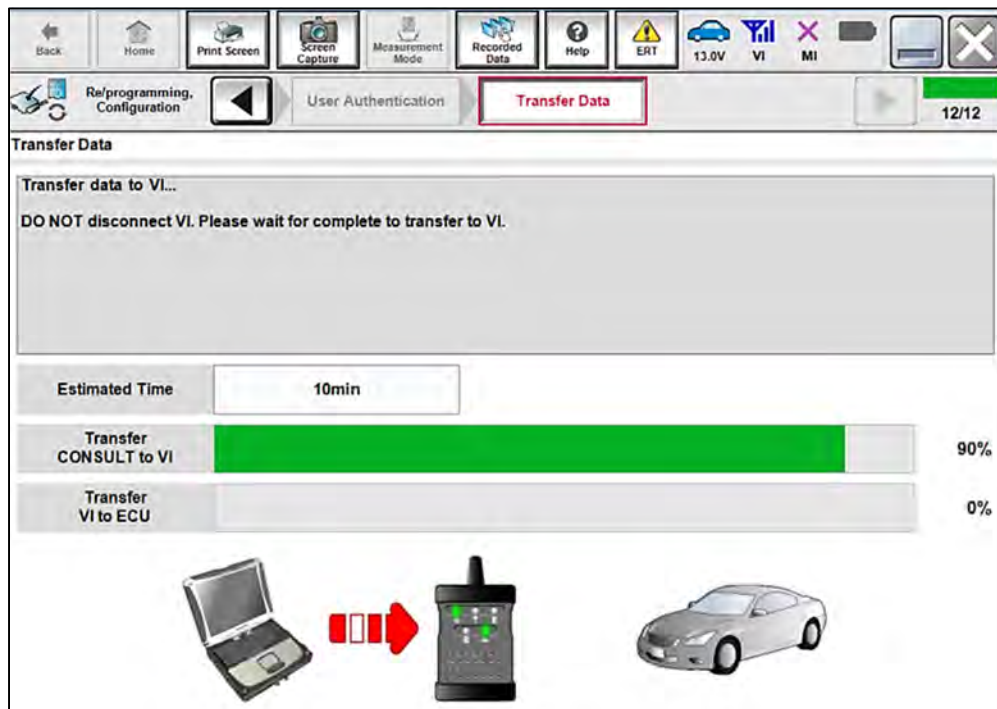 Back
Home
Print Screen
Screen
Capture
Measurement
Mode
Recorded
Data
Help
ERT
13.0V
VI
MI
Re/programming,
Configuration
User Authentication
Transfer Data
12/12
Transfer Data
Transfer data to VI...
DO NOT disconnect VI. Please wait for complete to transfer to VI.
Estimated Time
10min
Transfer
CONSULT to VI
90%
Transfer
VI to ECU
0%